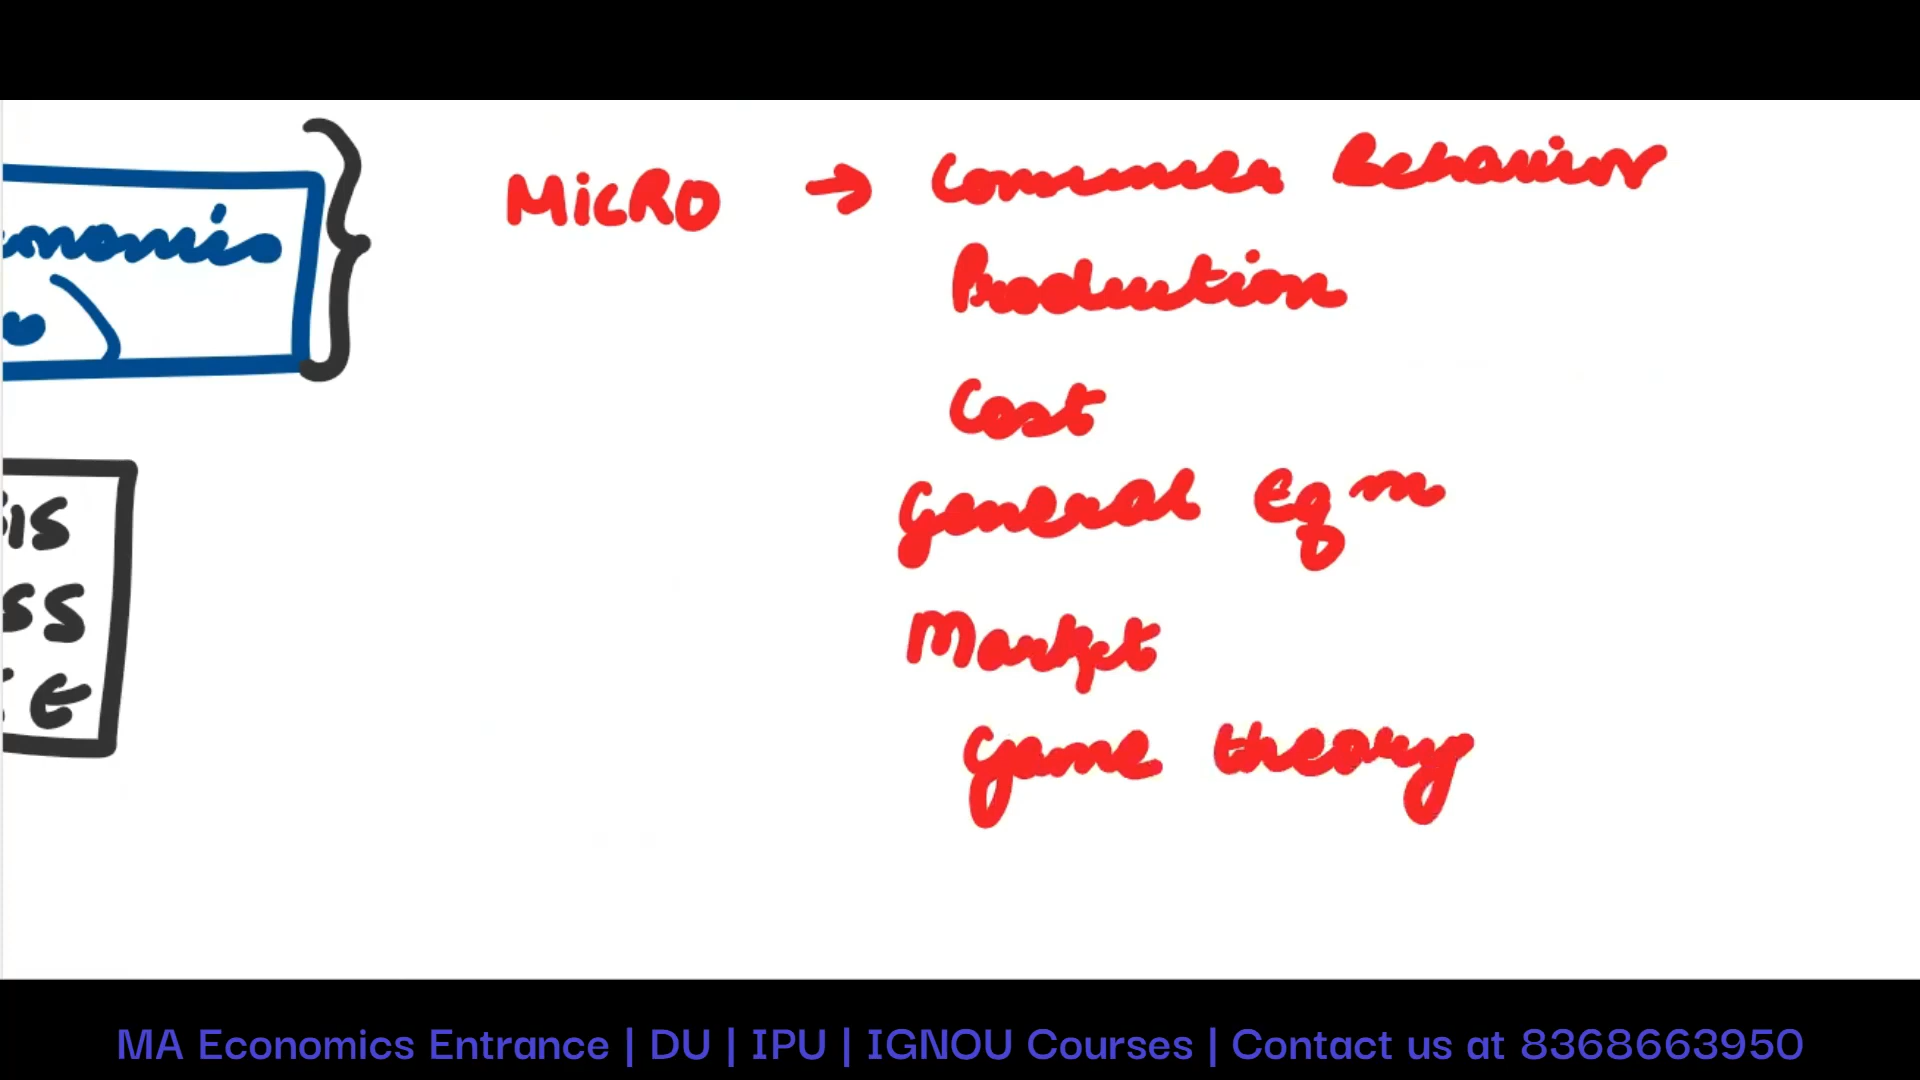 MICRO → Consumer Behavior
Production
Cost
General Eqm
Market
Game theory
MA Economics Entrance | DU | IPU | IGNOU Courses | Contact us at 8368663950